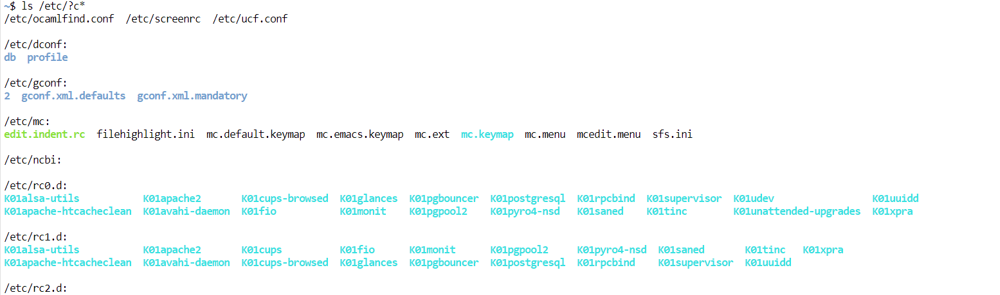 ~$ ls /etc/?c*
/etc/ocamlfind.conf  /etc/screenrc  /etc/ucf.conf

/etc/dconf:
db  profile

/etc/gconf:
2  gconf.xml.defaults  gconf.xml.mandatory

/etc/mc:
edit.indent.rc  filehighlight.ini  mc.default.keymap  mc.emacs.keymap  mc.ext  mc.keymap  mc.menu  mcedit.menu  sfs.ini

/etc/ncbi:

/etc/rc0.d:
K01alsa-utils           K01apache2       K01cups-browsed  K01glances  K01pgbouncer  K01postgresql  K01rpcbind  K01supervisor  K01udev                 K01uuidd
K01apache-htcacheclean  K01avahi-daemon  K01fio           K01monit    K01pgpool2    K01pyro4-nsd   K01saned    K01tinc        K01unattended-upgrades  K01xpra

/etc/rc1.d:
K01alsa-utils           K01apache2       K01cups          K01fio      K01monit      K01pgpool2     K01pyro4-nsd  K01saned       K01tinc   K01xpra
K01apache-htcacheclean  K01avahi-daemon  K01cups-browsed  K01glances  K01pgbouncer  K01postgresql  K01rpcbind    K01supervisor  K01uuidd

/etc/rc2.d: